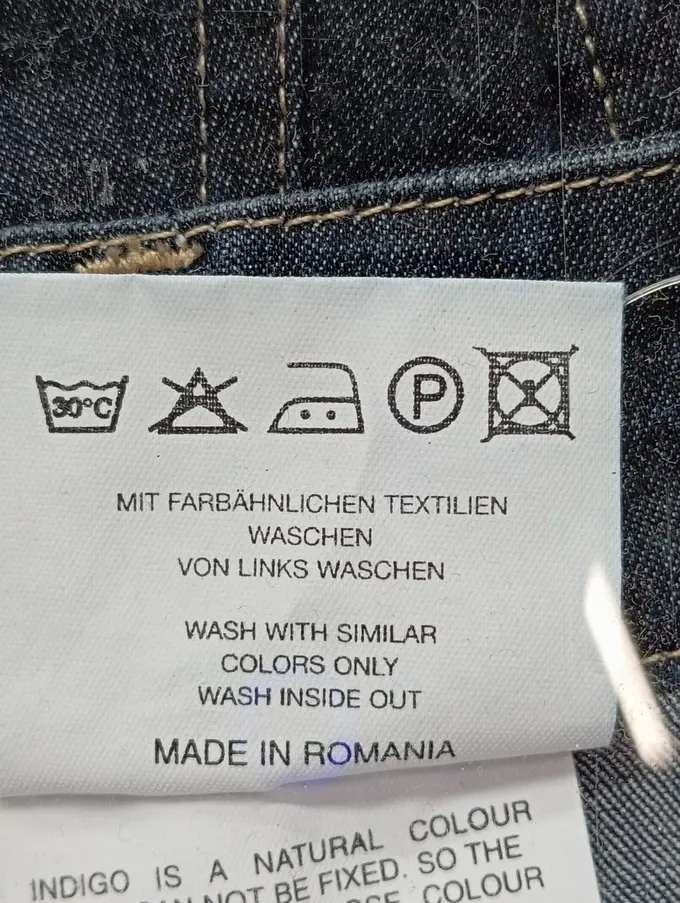 30°C
P
MIT FARBÄHNLICHEN TEXTILIEN
WASCHEN
VON LINKS WASCHEN
WASH WITH SIMILAR
COLORS ONLY
WASH INSIDE OUT
MADE IN ROMANIA
INDIGO IS A NATURAL COLOUR
NOT BE FIXED. SO THE
COLOUR